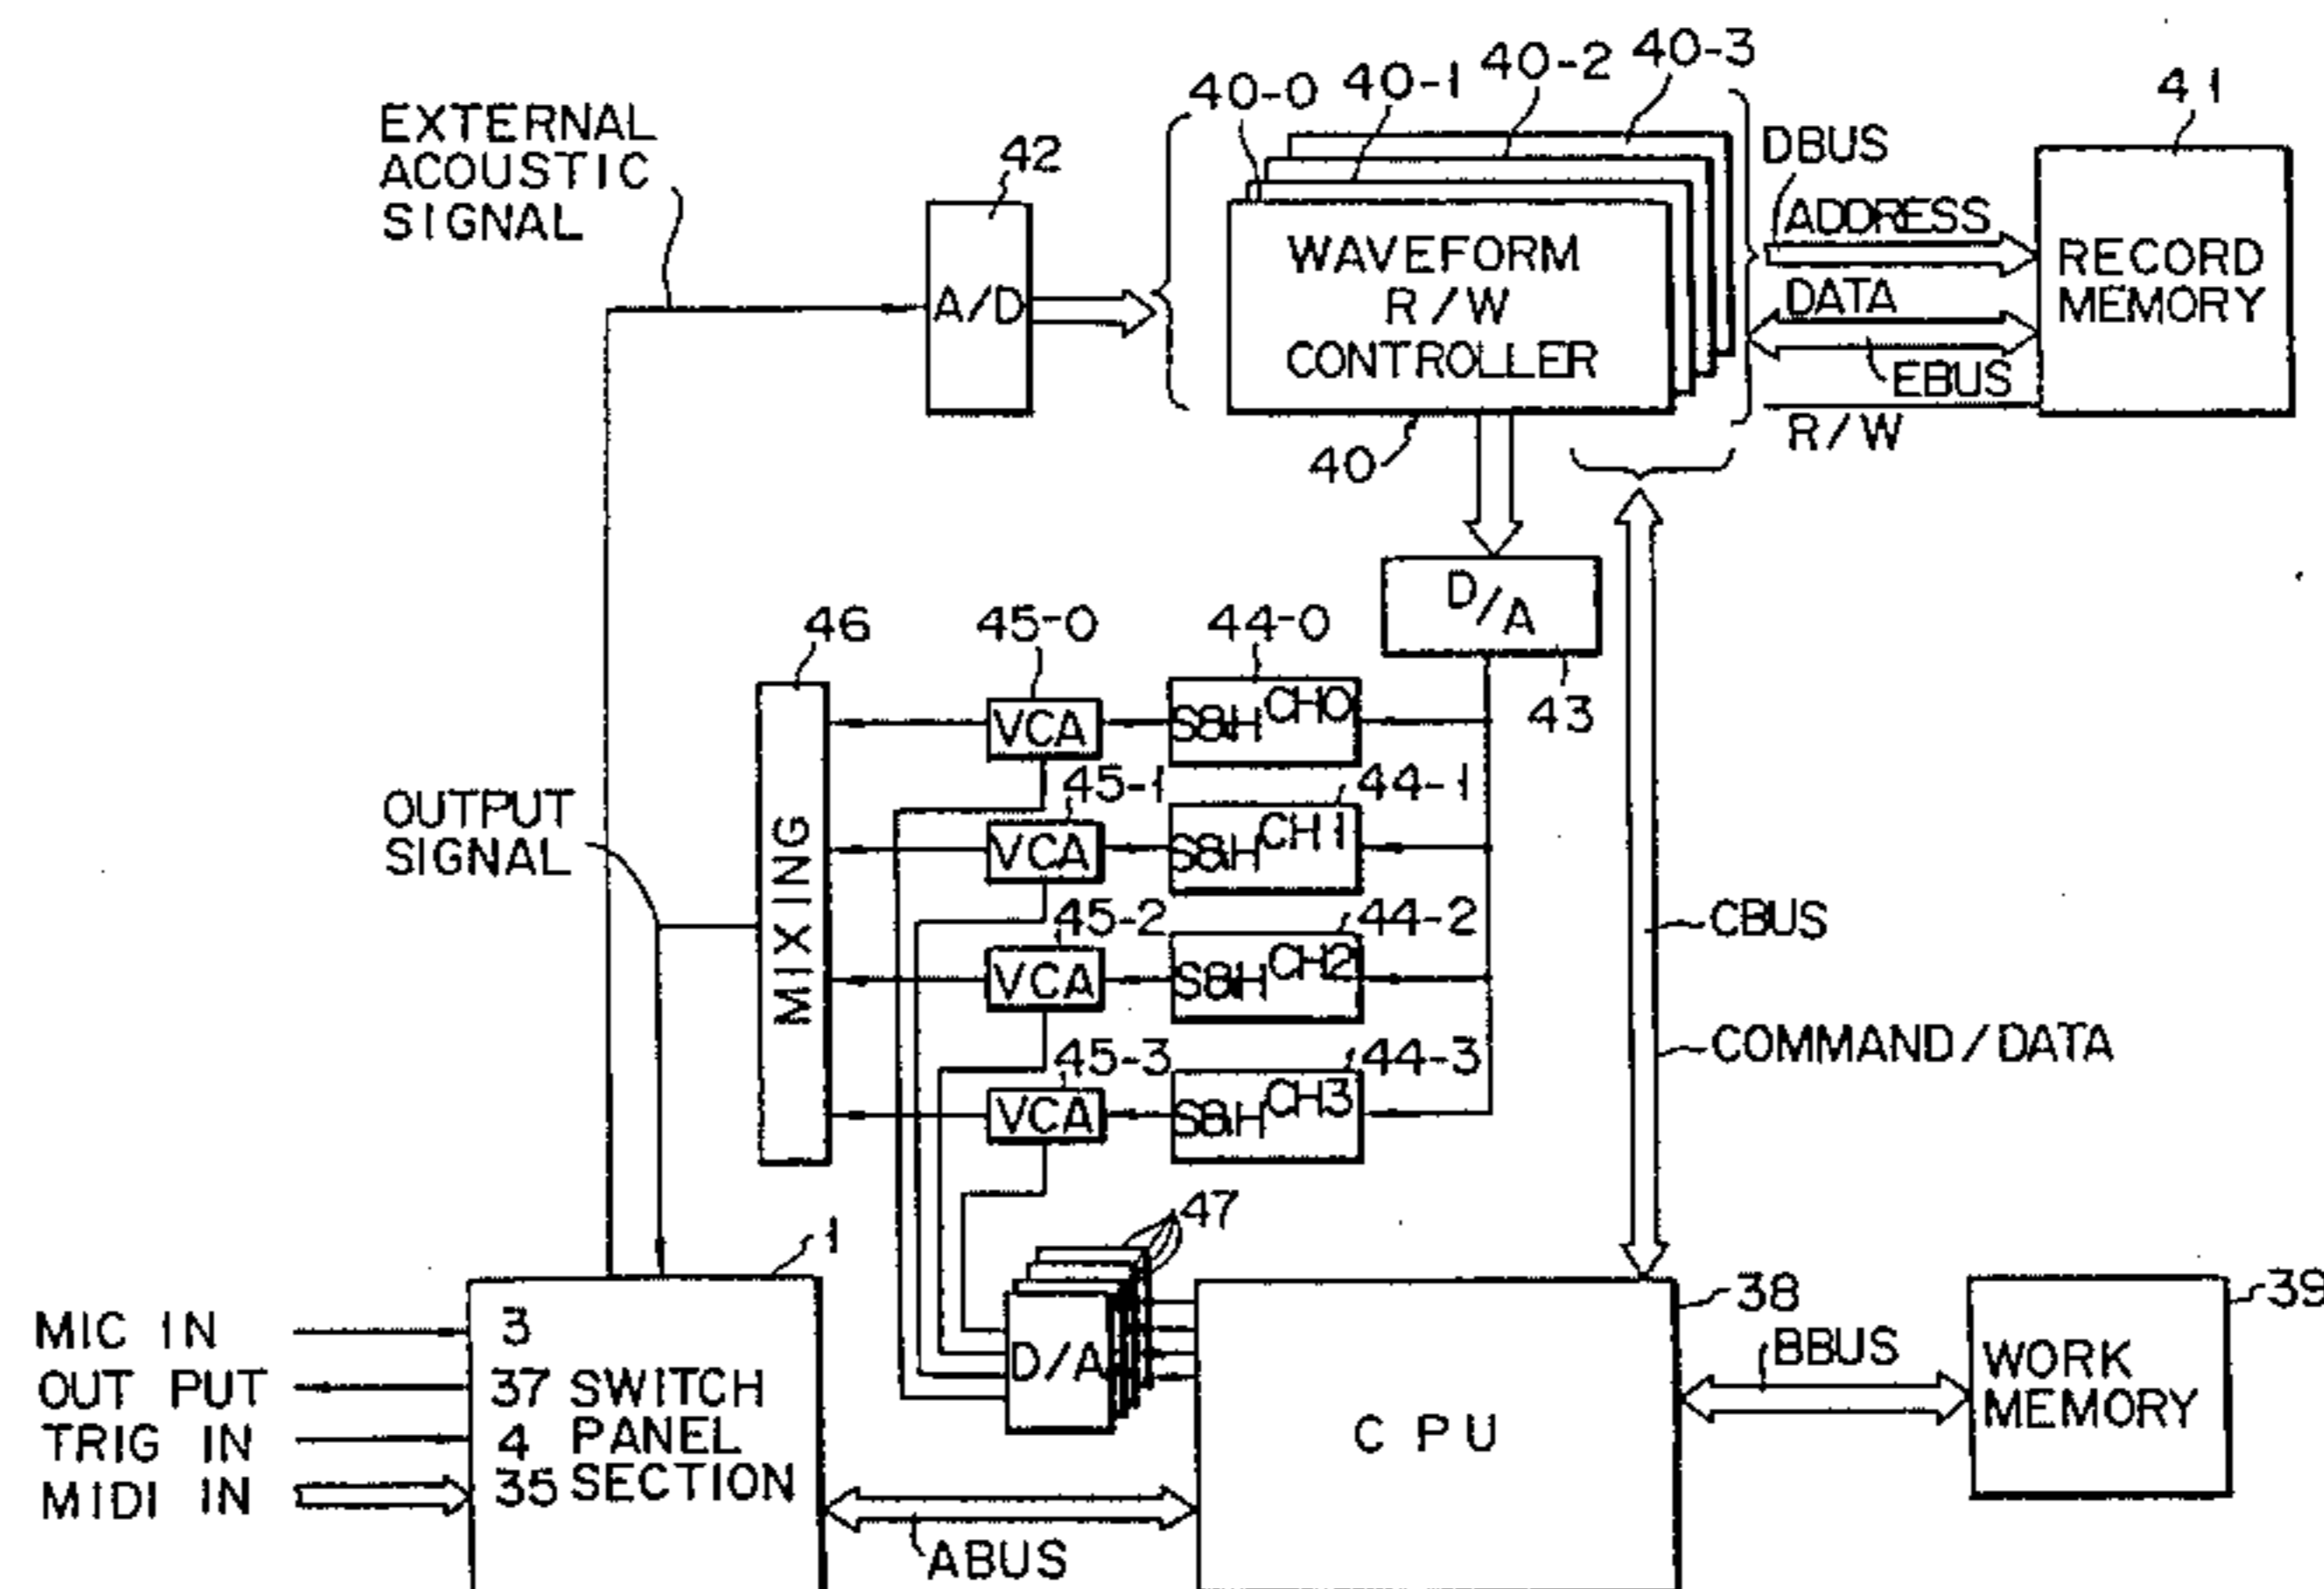 EXTERNAL
ACOUSTIC
SIGNAL
42
A/D
40-0
40-1
40-2
40-3
WAVEFORM
R/W
CONTROLLER
40
DBUS
ADDRESS
DATA
EBUS
R/W
41
RECORD
MEMORY
D/A
43
46
MIXING
45-0
VCA
44-0
S&H CH0
45-1
VCA
44-1
S&H CH1
45-2
VCA
44-2
S&H CH2
45-3
VCA
44-3
S&H CH3
OUTPUT
SIGNAL
CBUS
COMMAND/DATA
47
D/A
1
MIC IN
OUT PUT
TRIG IN
MIDI IN
3
37 SWITCH
4 PANEL
35 SECTION
ABUS
CPU
38
BBUS
39
WORK
MEMORY